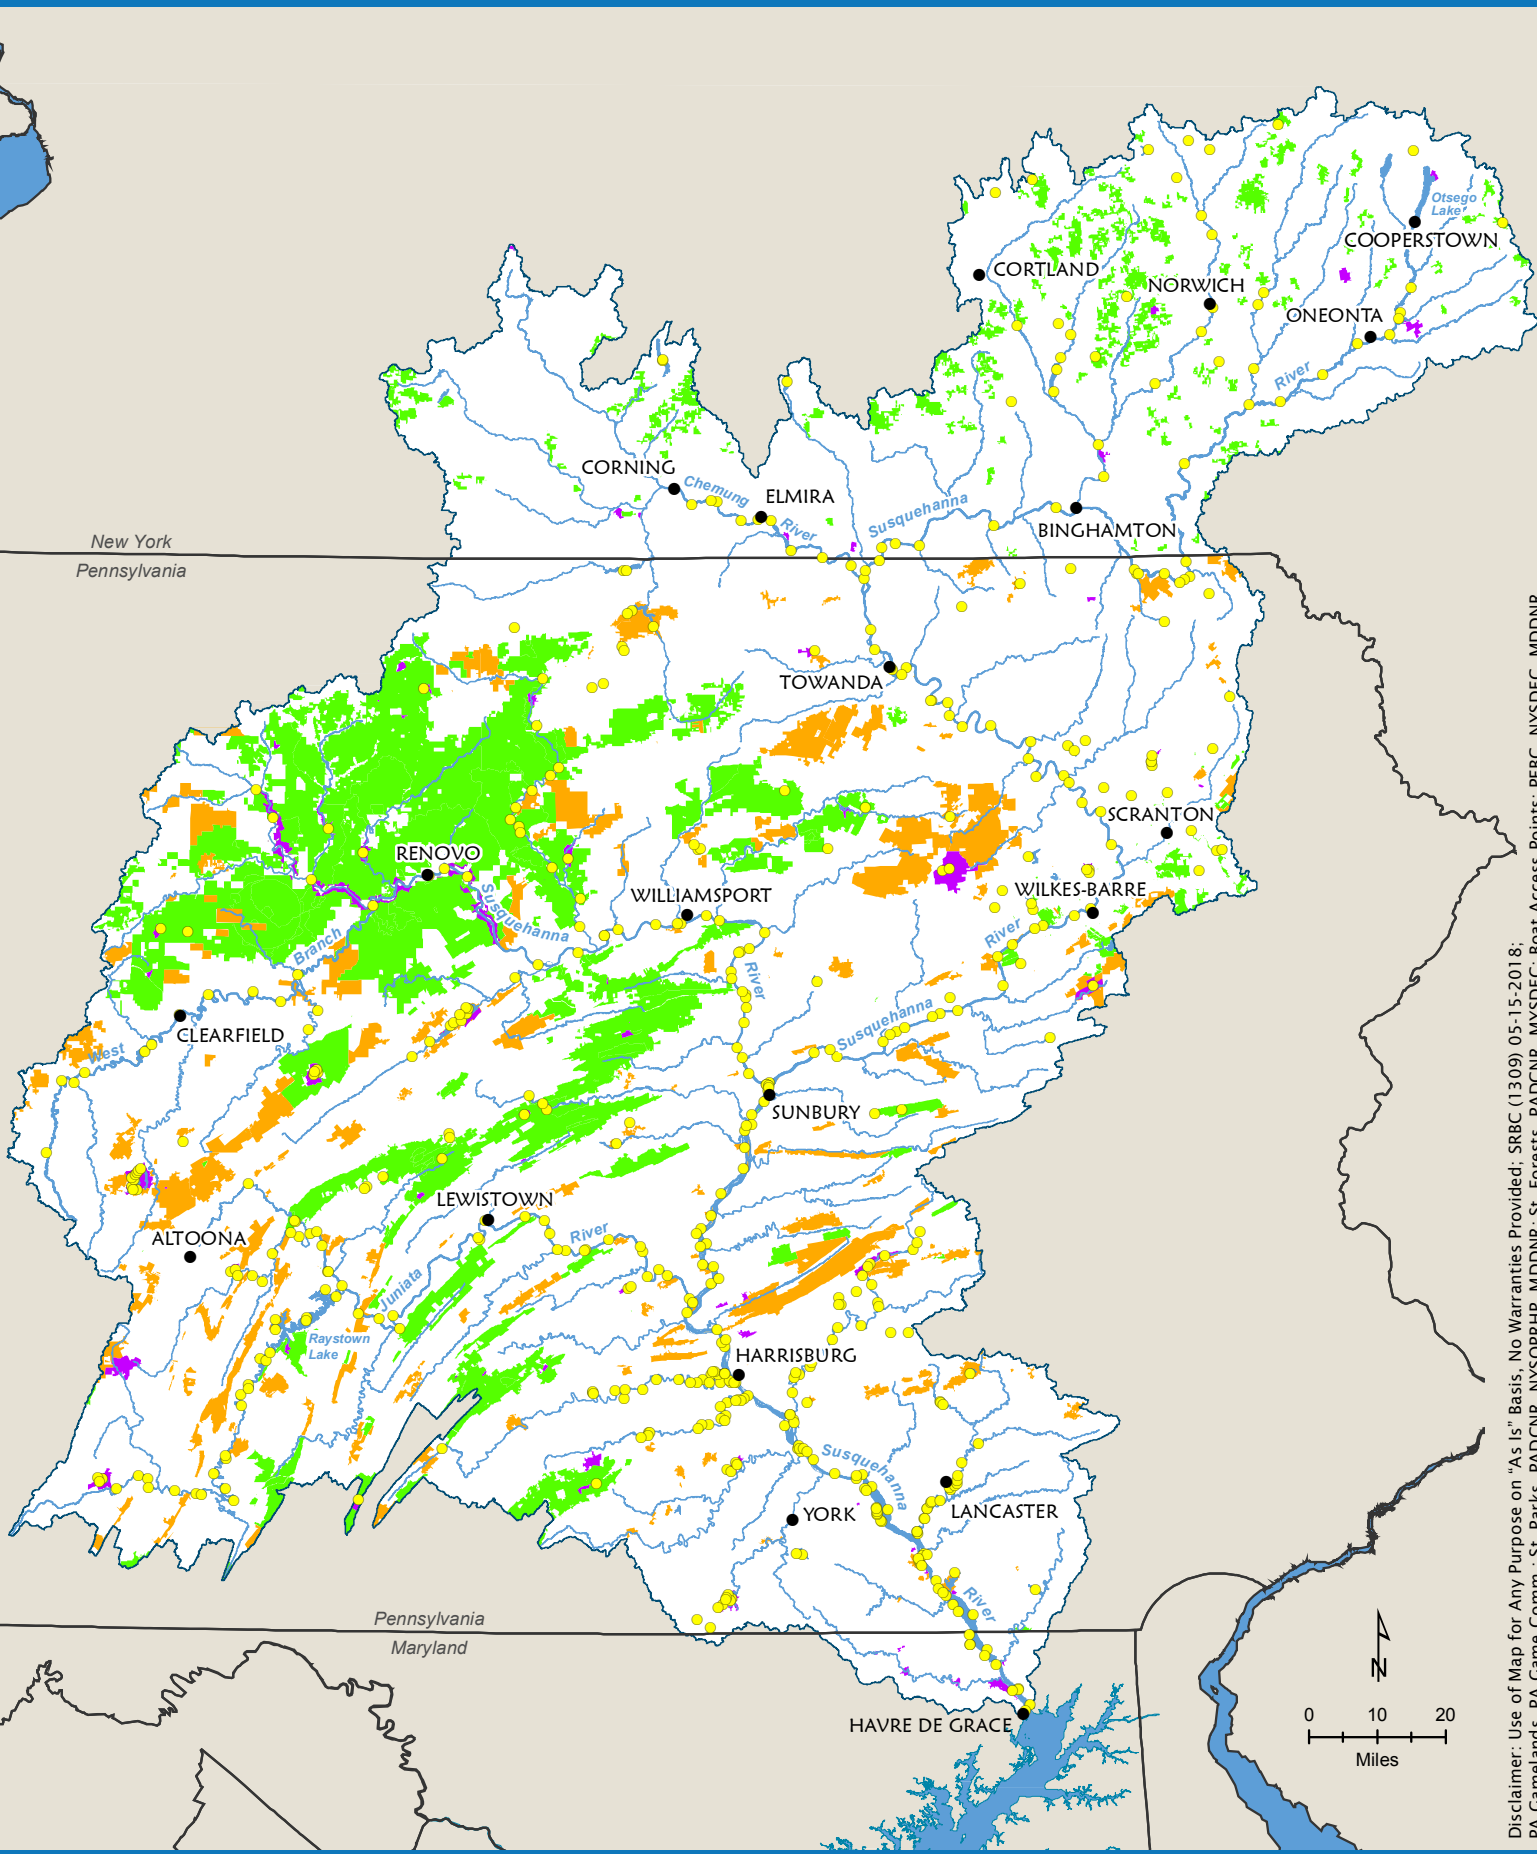 Otsego
Lake
COOPERSTOWN
CORTLAND
NORWICH
ONEONTA
River
CORNING
Chemung
ELMIRA
River
Susquehanna
BINGHAMTON
New York
Pennsylvania
TOWANDA
SCRANTON
RENOVO
WILKES-BARRE
WILLIAMSPORT
Susquehanna
River
Branch
River
CLEARFIELD
Susquehanna
West
SUNBURY
LEWISTOWN
ALTOONA
River
Juniata
Raystown
Lake
HARRISBURG
Susquehanna
LANCASTER
YORK
River
Pennsylvania
Maryland
HAVRE DE GRACE
N
0 10 20
Miles
Disclaimer: Use of Map for Any Purpose on "As Is" Basis, No Warranties Provided; SRBC (1309) 05-15-2018;